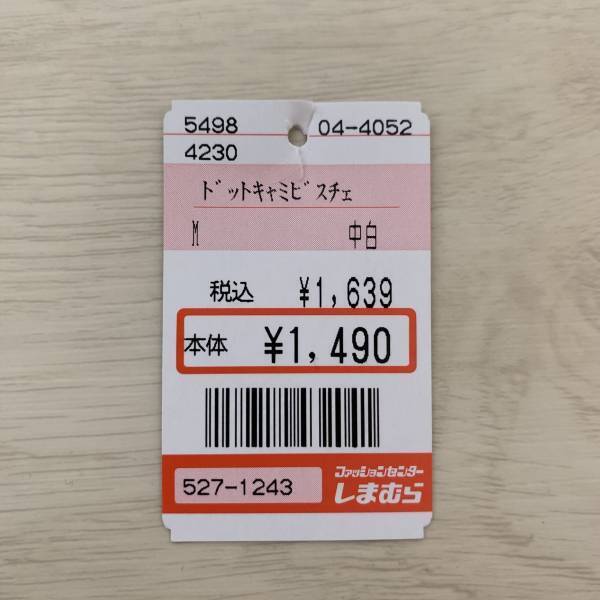 5498 04-4052
4230
ﾄﾞｯﾄｷｬﾐﾋﾞｽﾁｪ
M 中白
税込 ¥1,639
本体 ¥1,490
527-1243
ファッションセンター
しまむら